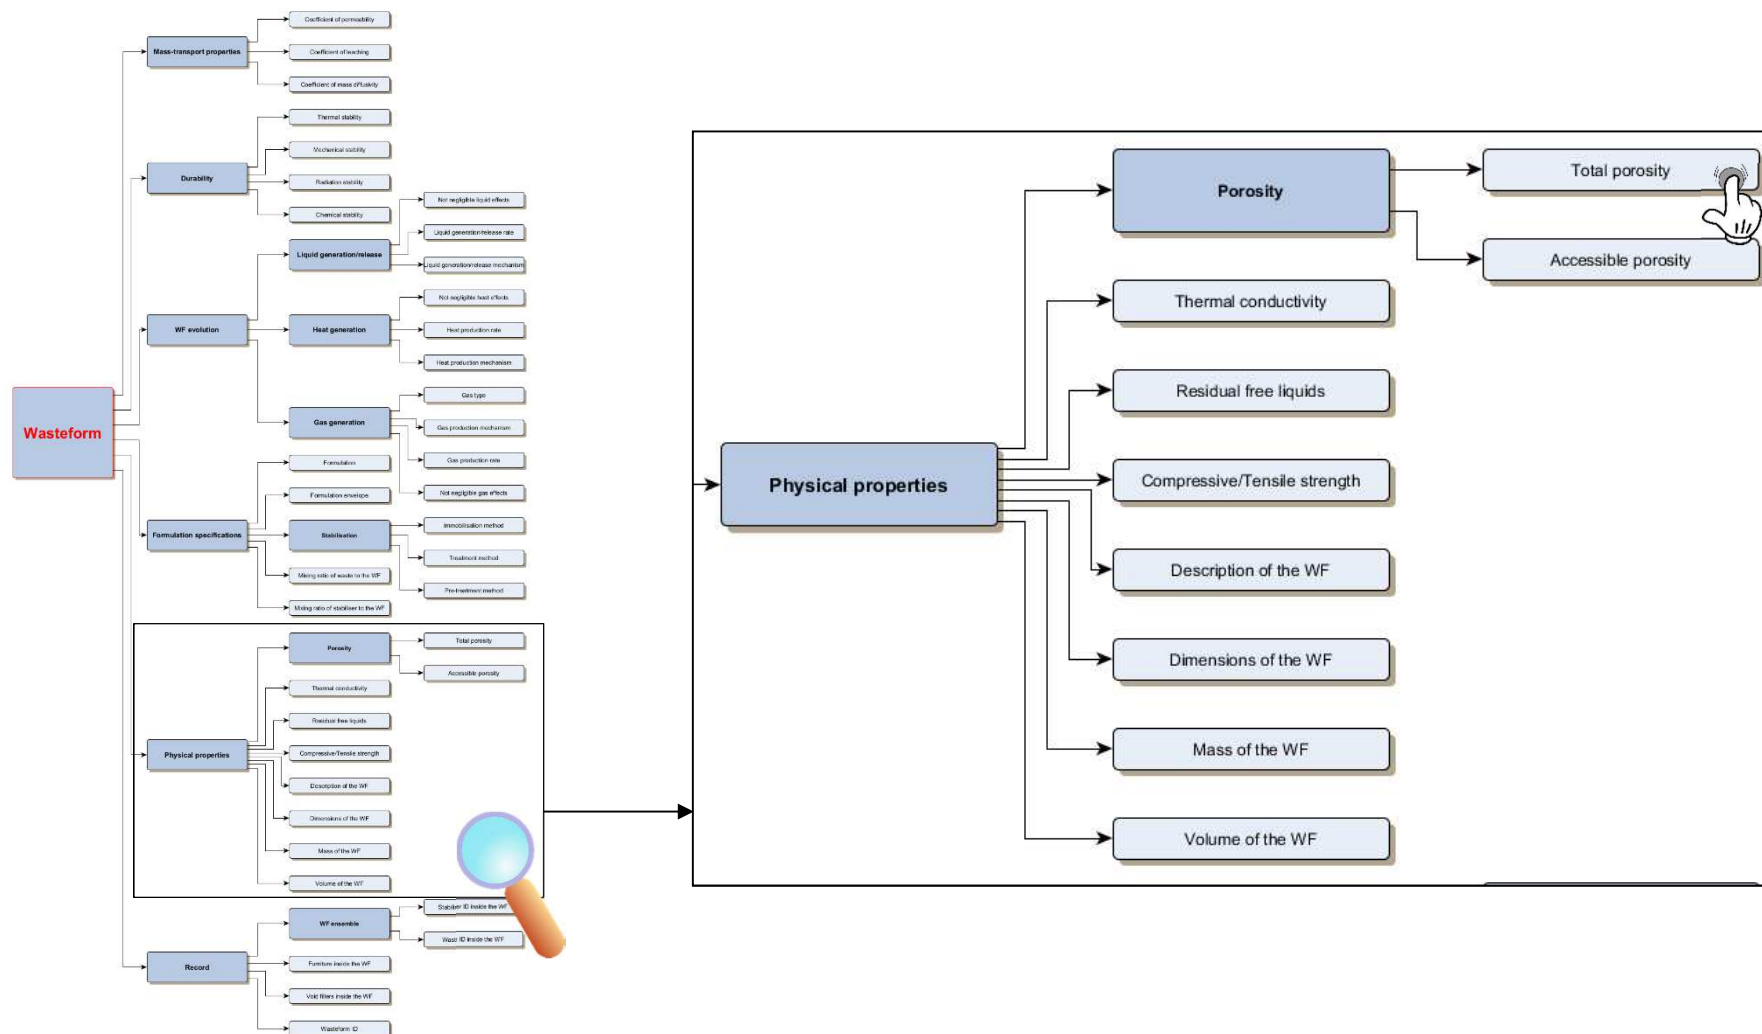 Coefficient of permeability
Mass-transport properties
Coefficient of leaching
Coefficient of mass diffusivity
Thermal stability
Mechanical stability
Durability
Radiation stability
Chemical stability
Not negligible liquid effects
Liquid generation/release
Liquid generation/release rate
Liquid generation/release mechanism
Not negligible heat effects
WF evolution
Heat generation
Heat production rate
Heat production mechanism
Gas type
Gas generation
Gas production mechanism
Gas production rate
Not negligible gas effects
Wasteform
Formulation
Formulation envelope
Formulation specifications
Stabilisation
Immobilisation method
Treatment method
Pre-treatment method
Mixing ratio of waste to the WF
Mixing ratio of stabiliser to the WF
Porosity
Total porosity
Accessible porosity
Thermal conductivity
Residual free liquids
Physical properties
Compressive/Tensile strength
Description of the WF
Dimensions of the WF
Mass of the WF
Volume of the WF
WF ensemble
Stabiliser ID inside the WF
Wast ID inside the WF
Record
Furniture inside the WF
Void fillers inside the WF
Wasteform ID
Porosity
Total porosity
Accessible porosity
Thermal conductivity
Residual free liquids
Physical properties
Compressive/Tensile strength
Description of the WF
Dimensions of the WF
Mass of the WF
Volume of the WF